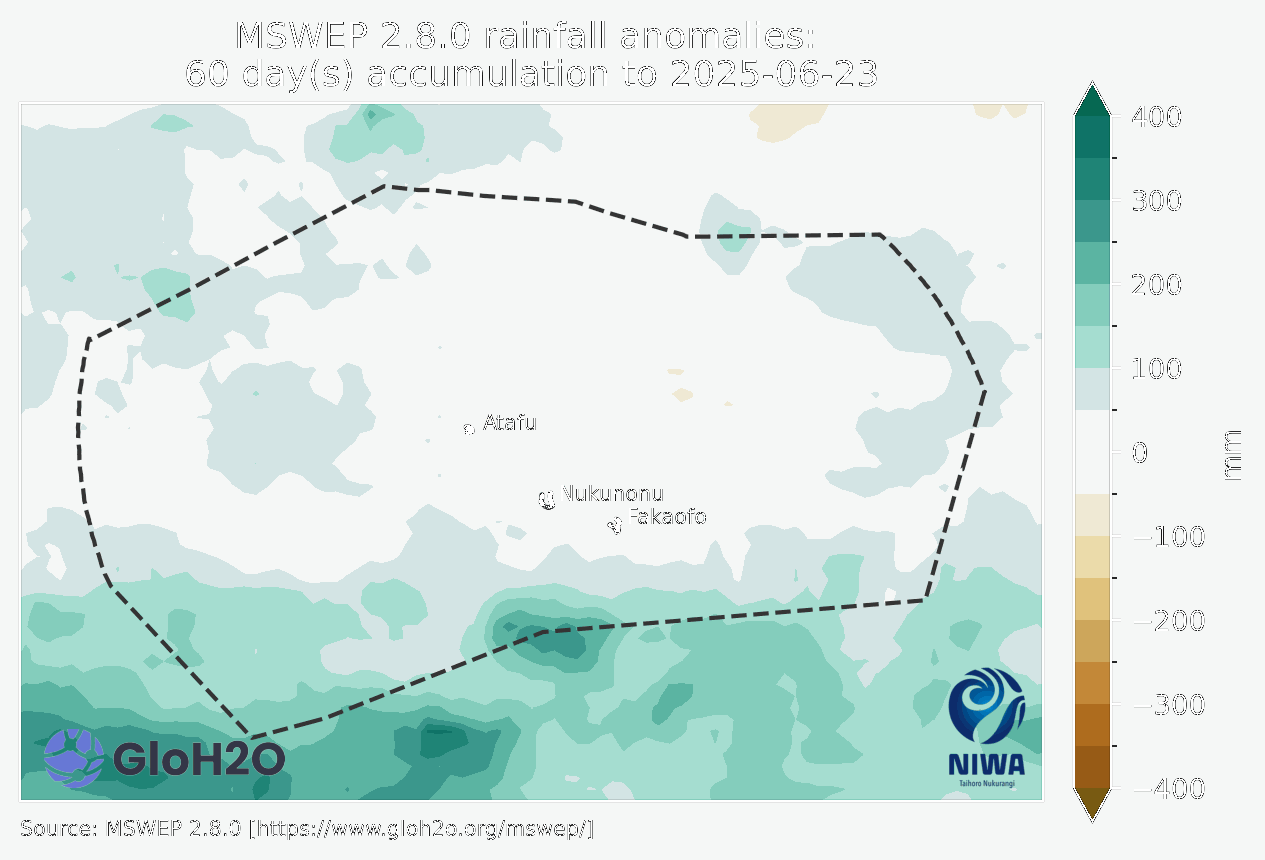 MSWEP 2.8.0 rainfall anomalies:
60 day(s) accumulation to 2025-06-23
400
300
200
100
0
−100
−200
−300
−400
mm
Atafu
Nukunonu
Fakaofo
GloH2O
NIWA
Taihoro Nukurangi
Source: MSWEP 2.8.0 [https://www.gloh2o.org/mswep/]